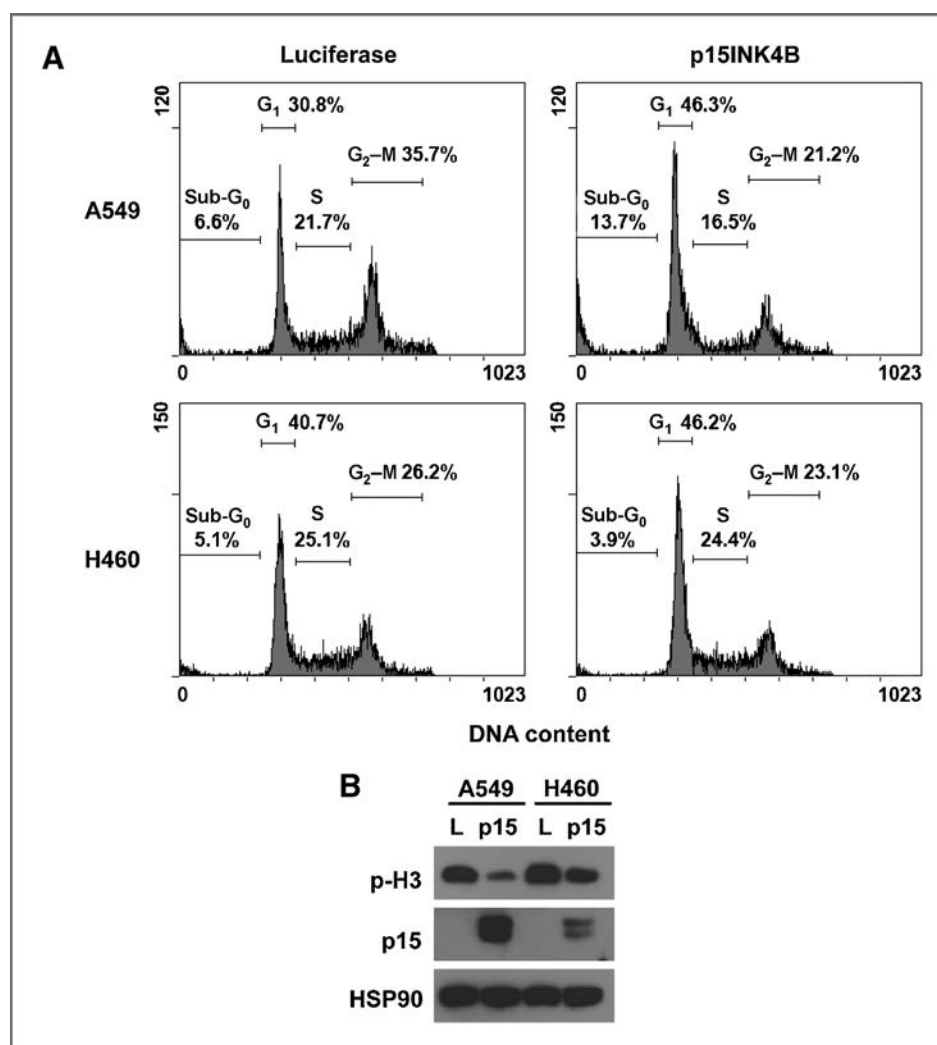 A
Luciferase
p15INK4B
A549
120
G₁ 30.8%
G₂–M 35.7%
Sub-G₀
6.6%
S
21.7%
0
1023
120
G₁ 46.3%
G₂–M 21.2%
Sub-G₀
13.7%
S
16.5%
0
1023
H460
150
G₁ 40.7%
G₂–M 26.2%
Sub-G₀
5.1%
S
25.1%
0
1023
150
G₁ 46.2%
G₂–M 23.1%
Sub-G₀
3.9%
S
24.4%
0
1023
DNA content
B
A549 H460
L p15 L p15
p-H3
p15
HSP90